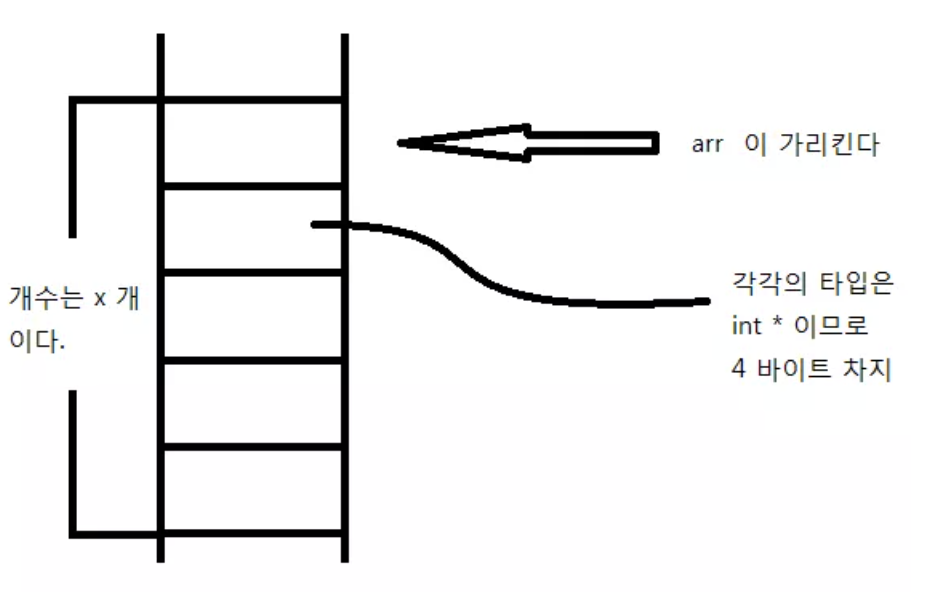 arr 이 가리킨다
개수는 x 개
이다.
각각의 타입은
int * 이므로
4 바이트 차지